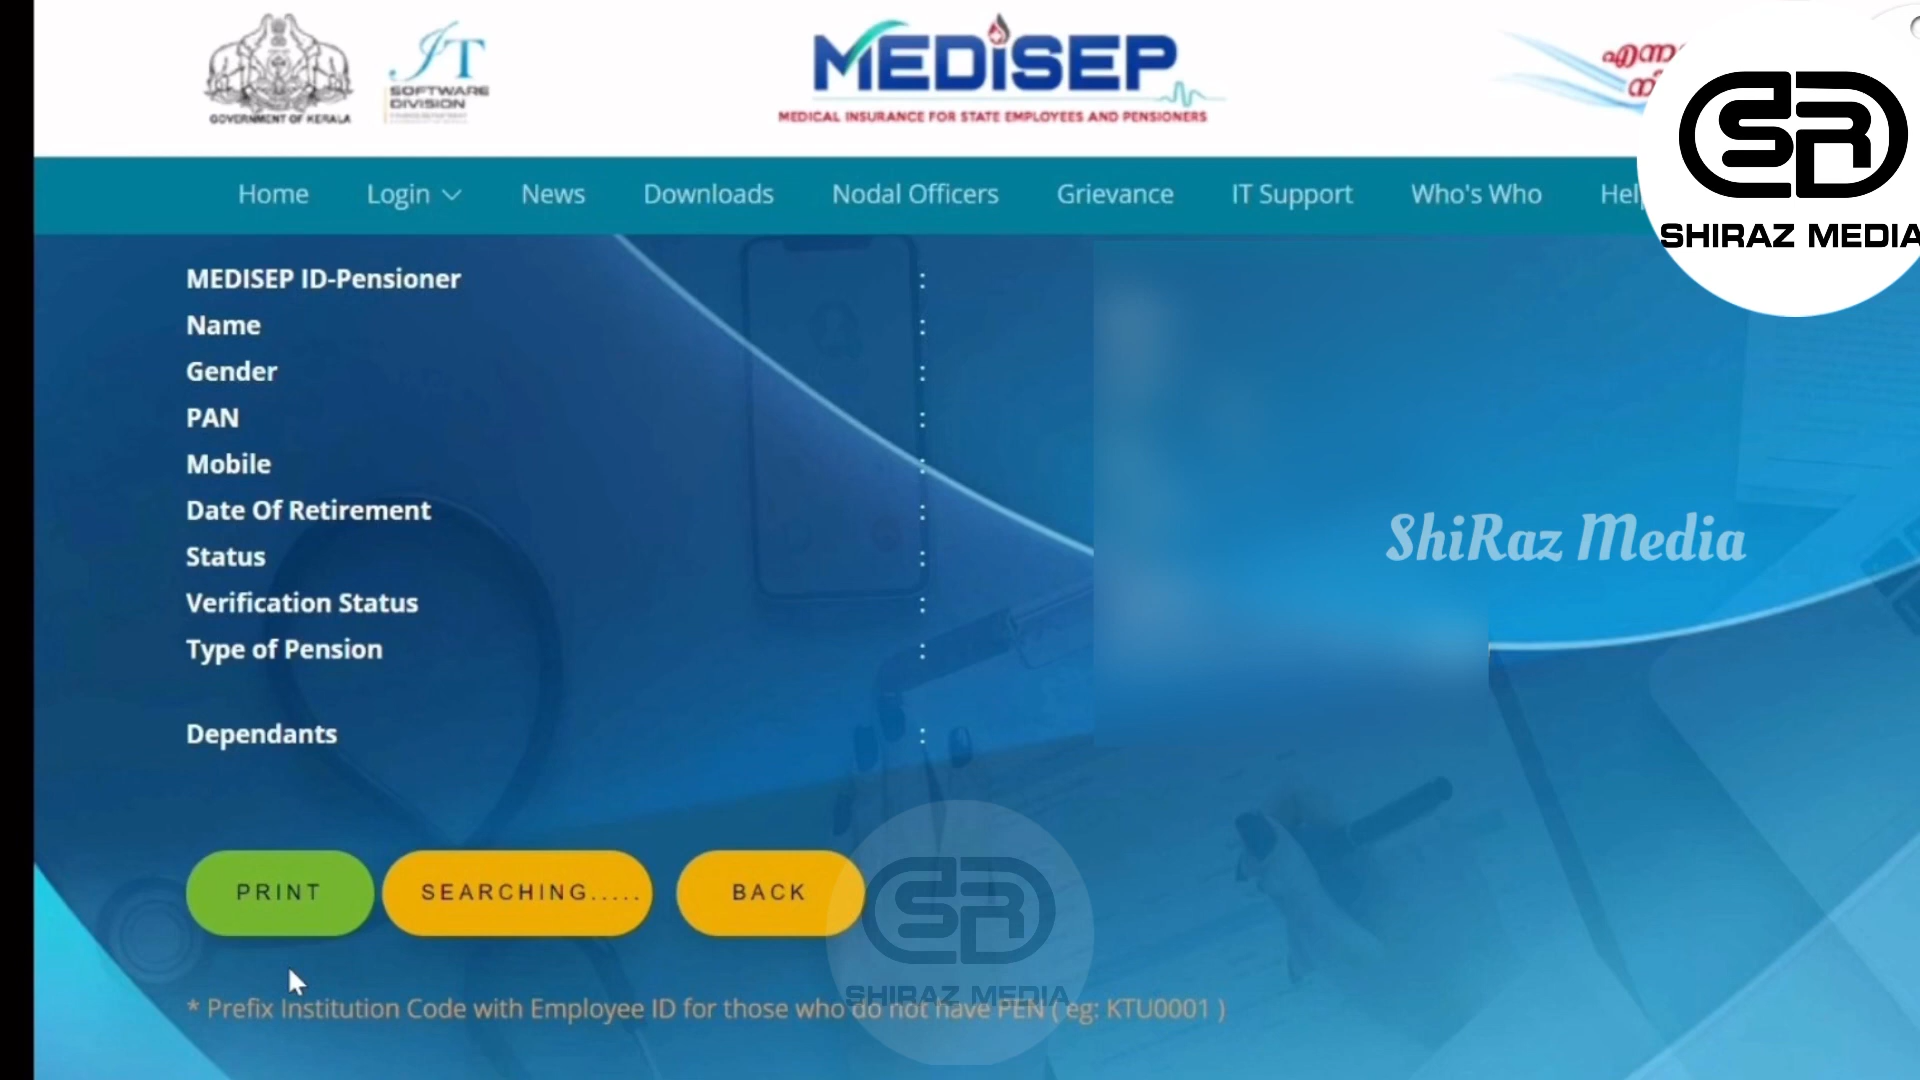 GOVERNMENT OF KERALA
IT
SOFTWARE
DIVISION
MEDiSEP
MEDICAL INSURANCE FOR STATE EMPLOYEES AND PENSIONERS
SHIRAZ MEDIA
Home Login News Downloads Nodal Officers Grievance IT Support Who's Who
MEDISEP ID-Pensioner :
Name :
Gender :
PAN :
Mobile :
Date Of Retirement :
Status :
Verification Status :
Type of Pension :
Dependants :
ShiRaz Media
PRINT SEARCHING..... BACK
SHIRAZ MEDIA
* Prefix Institution Code with Employee ID for those who do not have PEN ( eg: KTU0001 )